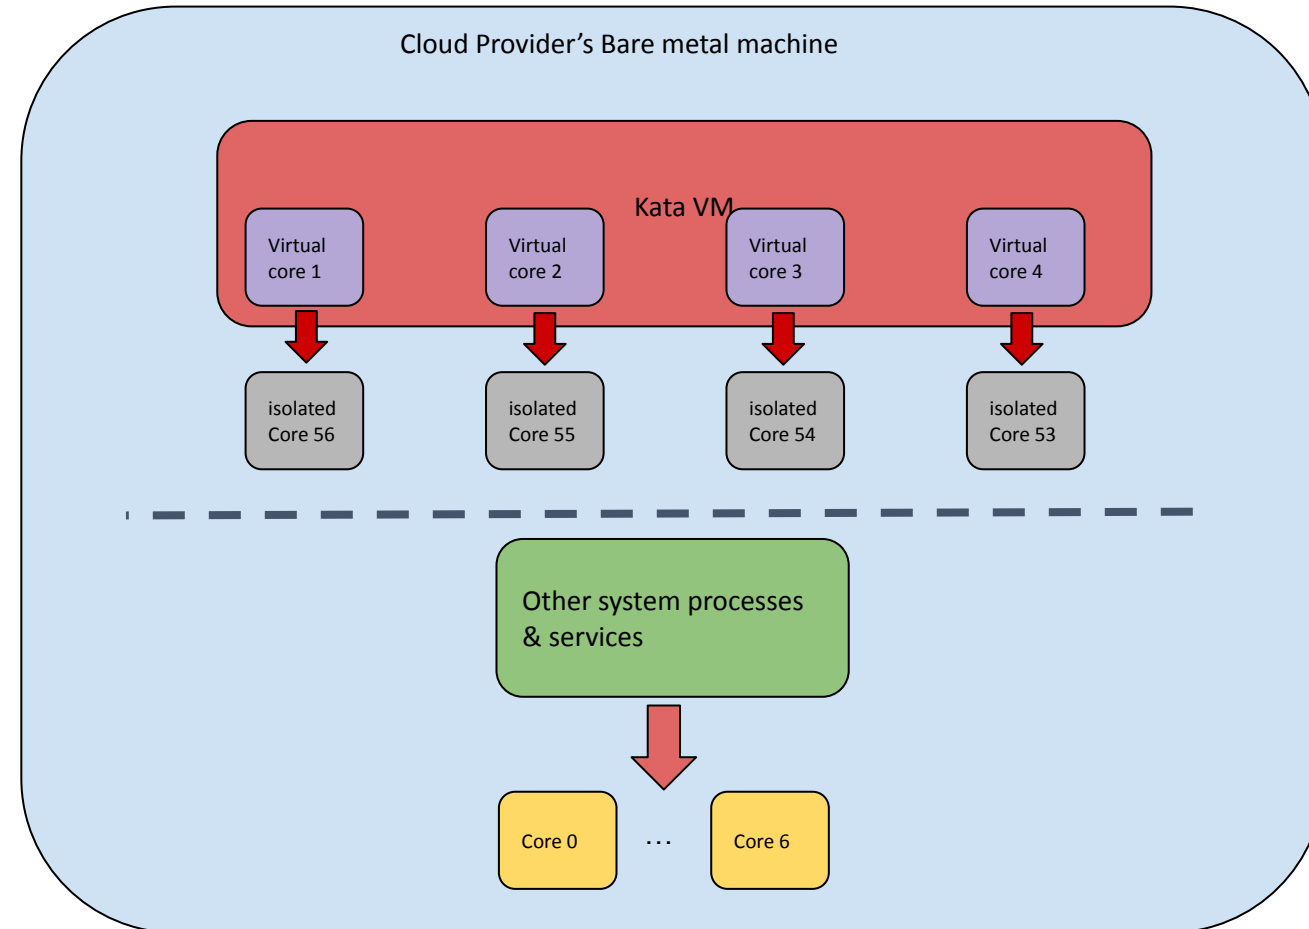 Cloud Provider’s Bare metal machine
Kata VM
Virtual
core 1
Virtual
core 2
Virtual
core 3
Virtual
core 4
isolated
Core 56
isolated
Core 55
isolated
Core 54
isolated
Core 53
Other system processes
& services
Core 0
...
Core 6